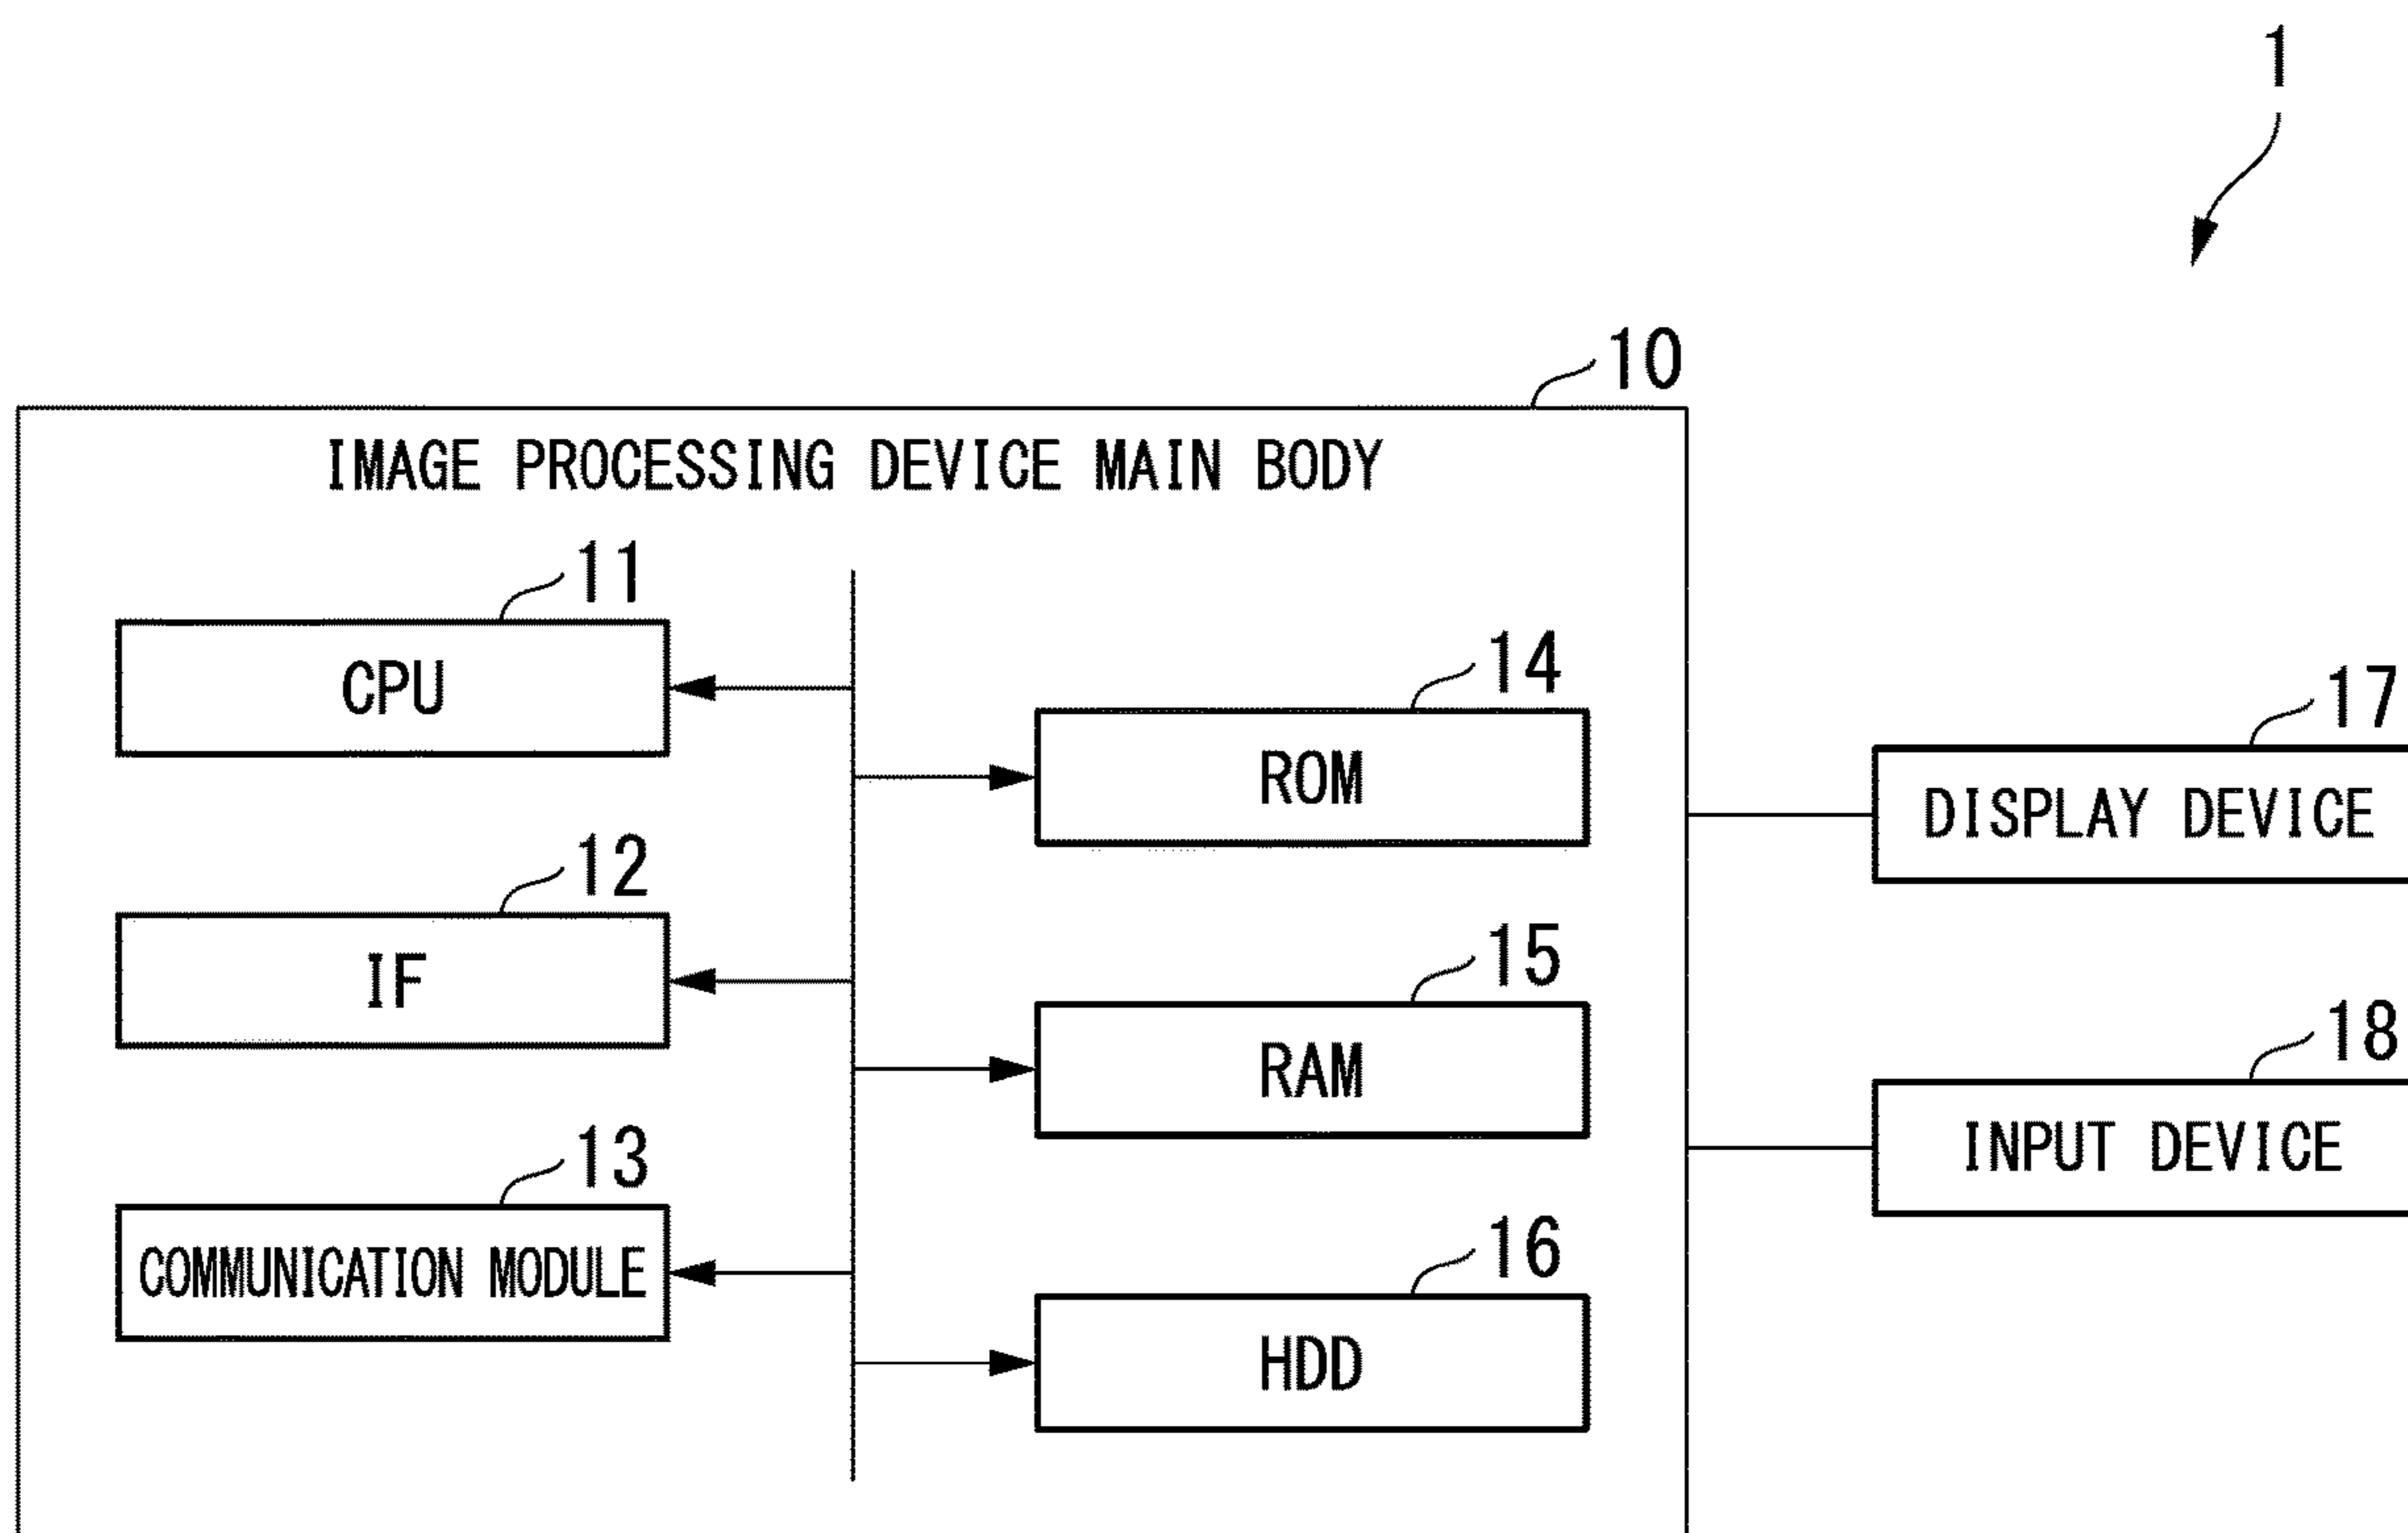 1
10
IMAGE PROCESSING DEVICE MAIN BODY
11
CPU
14
ROM
17
DISPLAY DEVICE
12
IF
15
RAM
18
INPUT DEVICE
13
COMMUNICATION MODULE
16
HDD